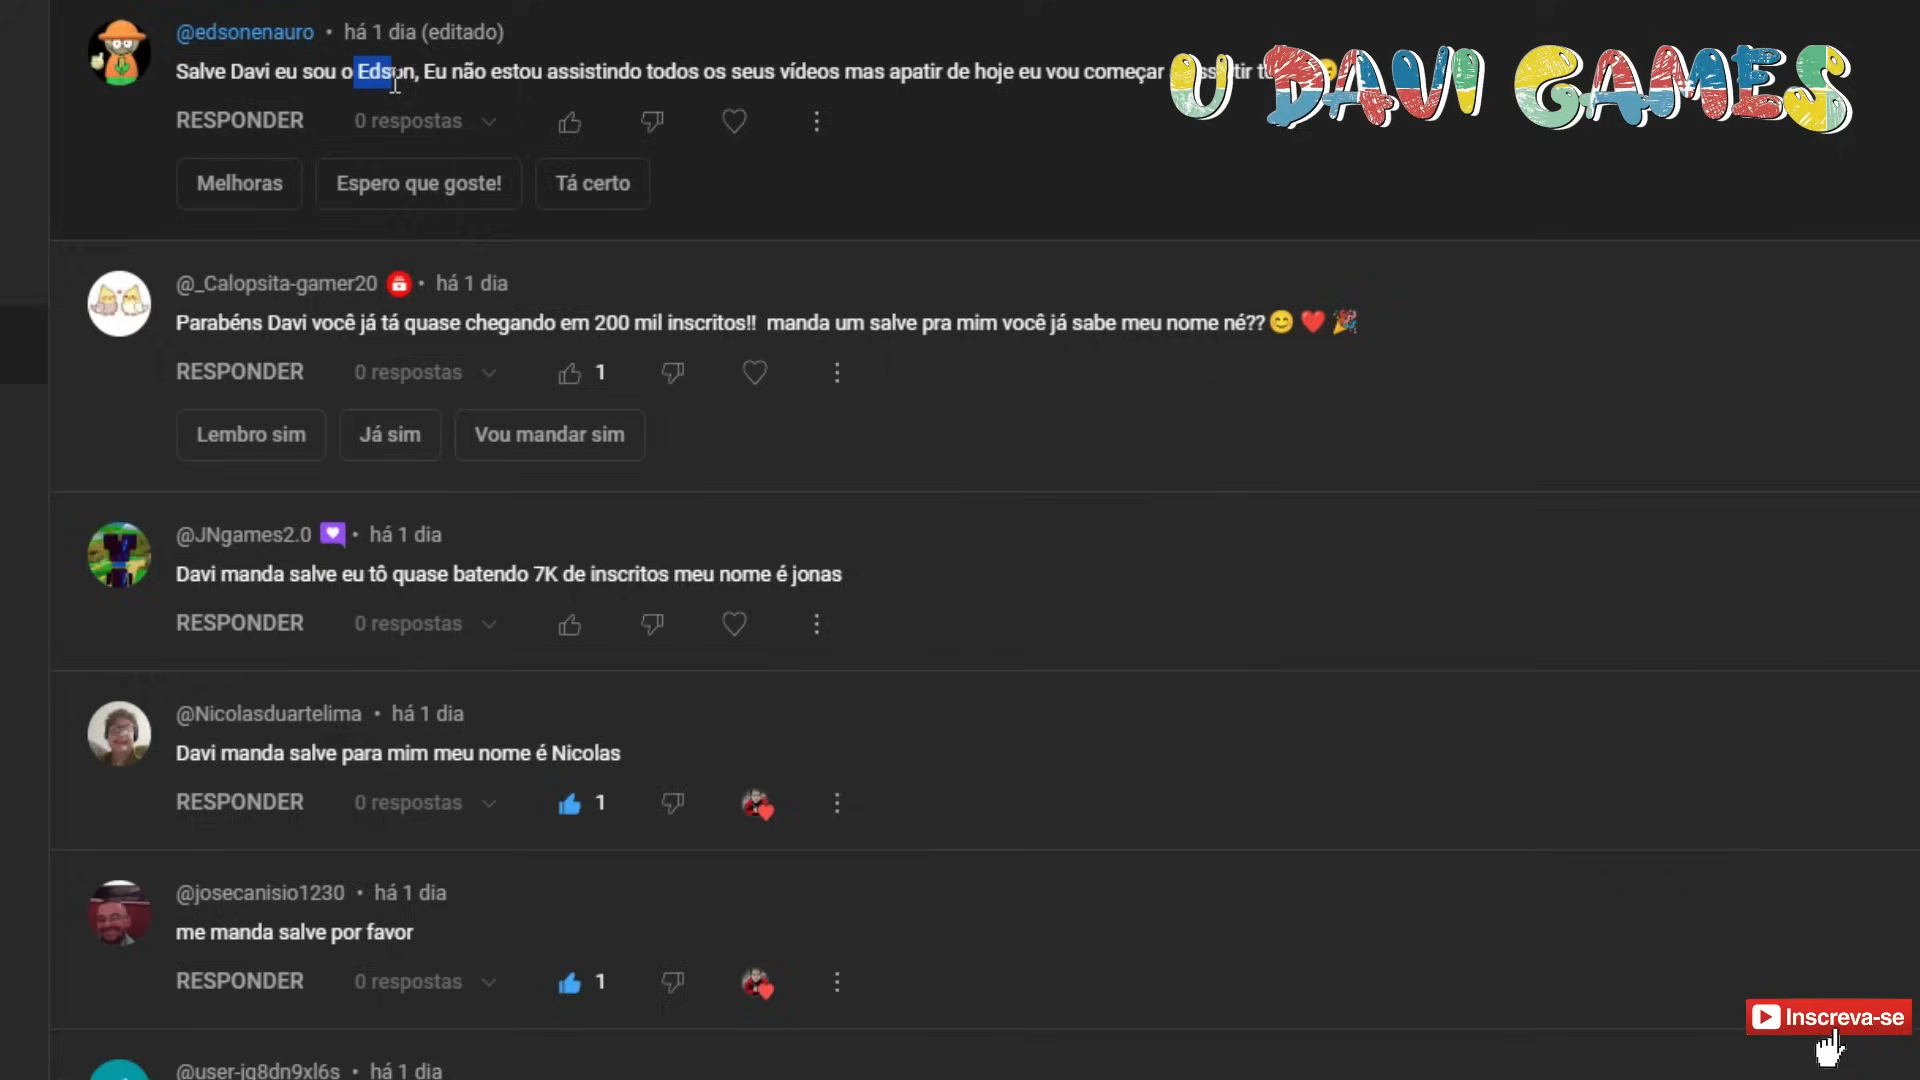 @edsonenauro • há 1 dia (editado)
U DAVI GAMES
Salve Davi eu sou o Edson, Eu não estou assistindo todos os seus vídeos mas apatir de hoje eu vou começar
RESPONDER 0 respostas
Melhoras Espero que goste! Tá certo
@_Calopsita-gamer20 • há 1 dia
Parabéns Davi você já tá quase chegando em 200 mil inscritos!! manda um salve pra mim você já sabe meu nome né?? 😊 ❤️ 🎉
RESPONDER 0 respostas 1
Lembro sim Já sim Vou mandar sim
@JNgames2.0 • há 1 dia
Davi manda salve eu tô quase batendo 7K de inscritos meu nome é jonas
RESPONDER 0 respostas
@Nicolasduartelima • há 1 dia
Davi manda salve para mim meu nome é Nicolas
RESPONDER 0 respostas 1
@josecanisio1230 • há 1 dia
me manda salve por favor
RESPONDER 0 respostas 1
Inscreva-se
@user-jg8dn9xl6s • há 1 dia